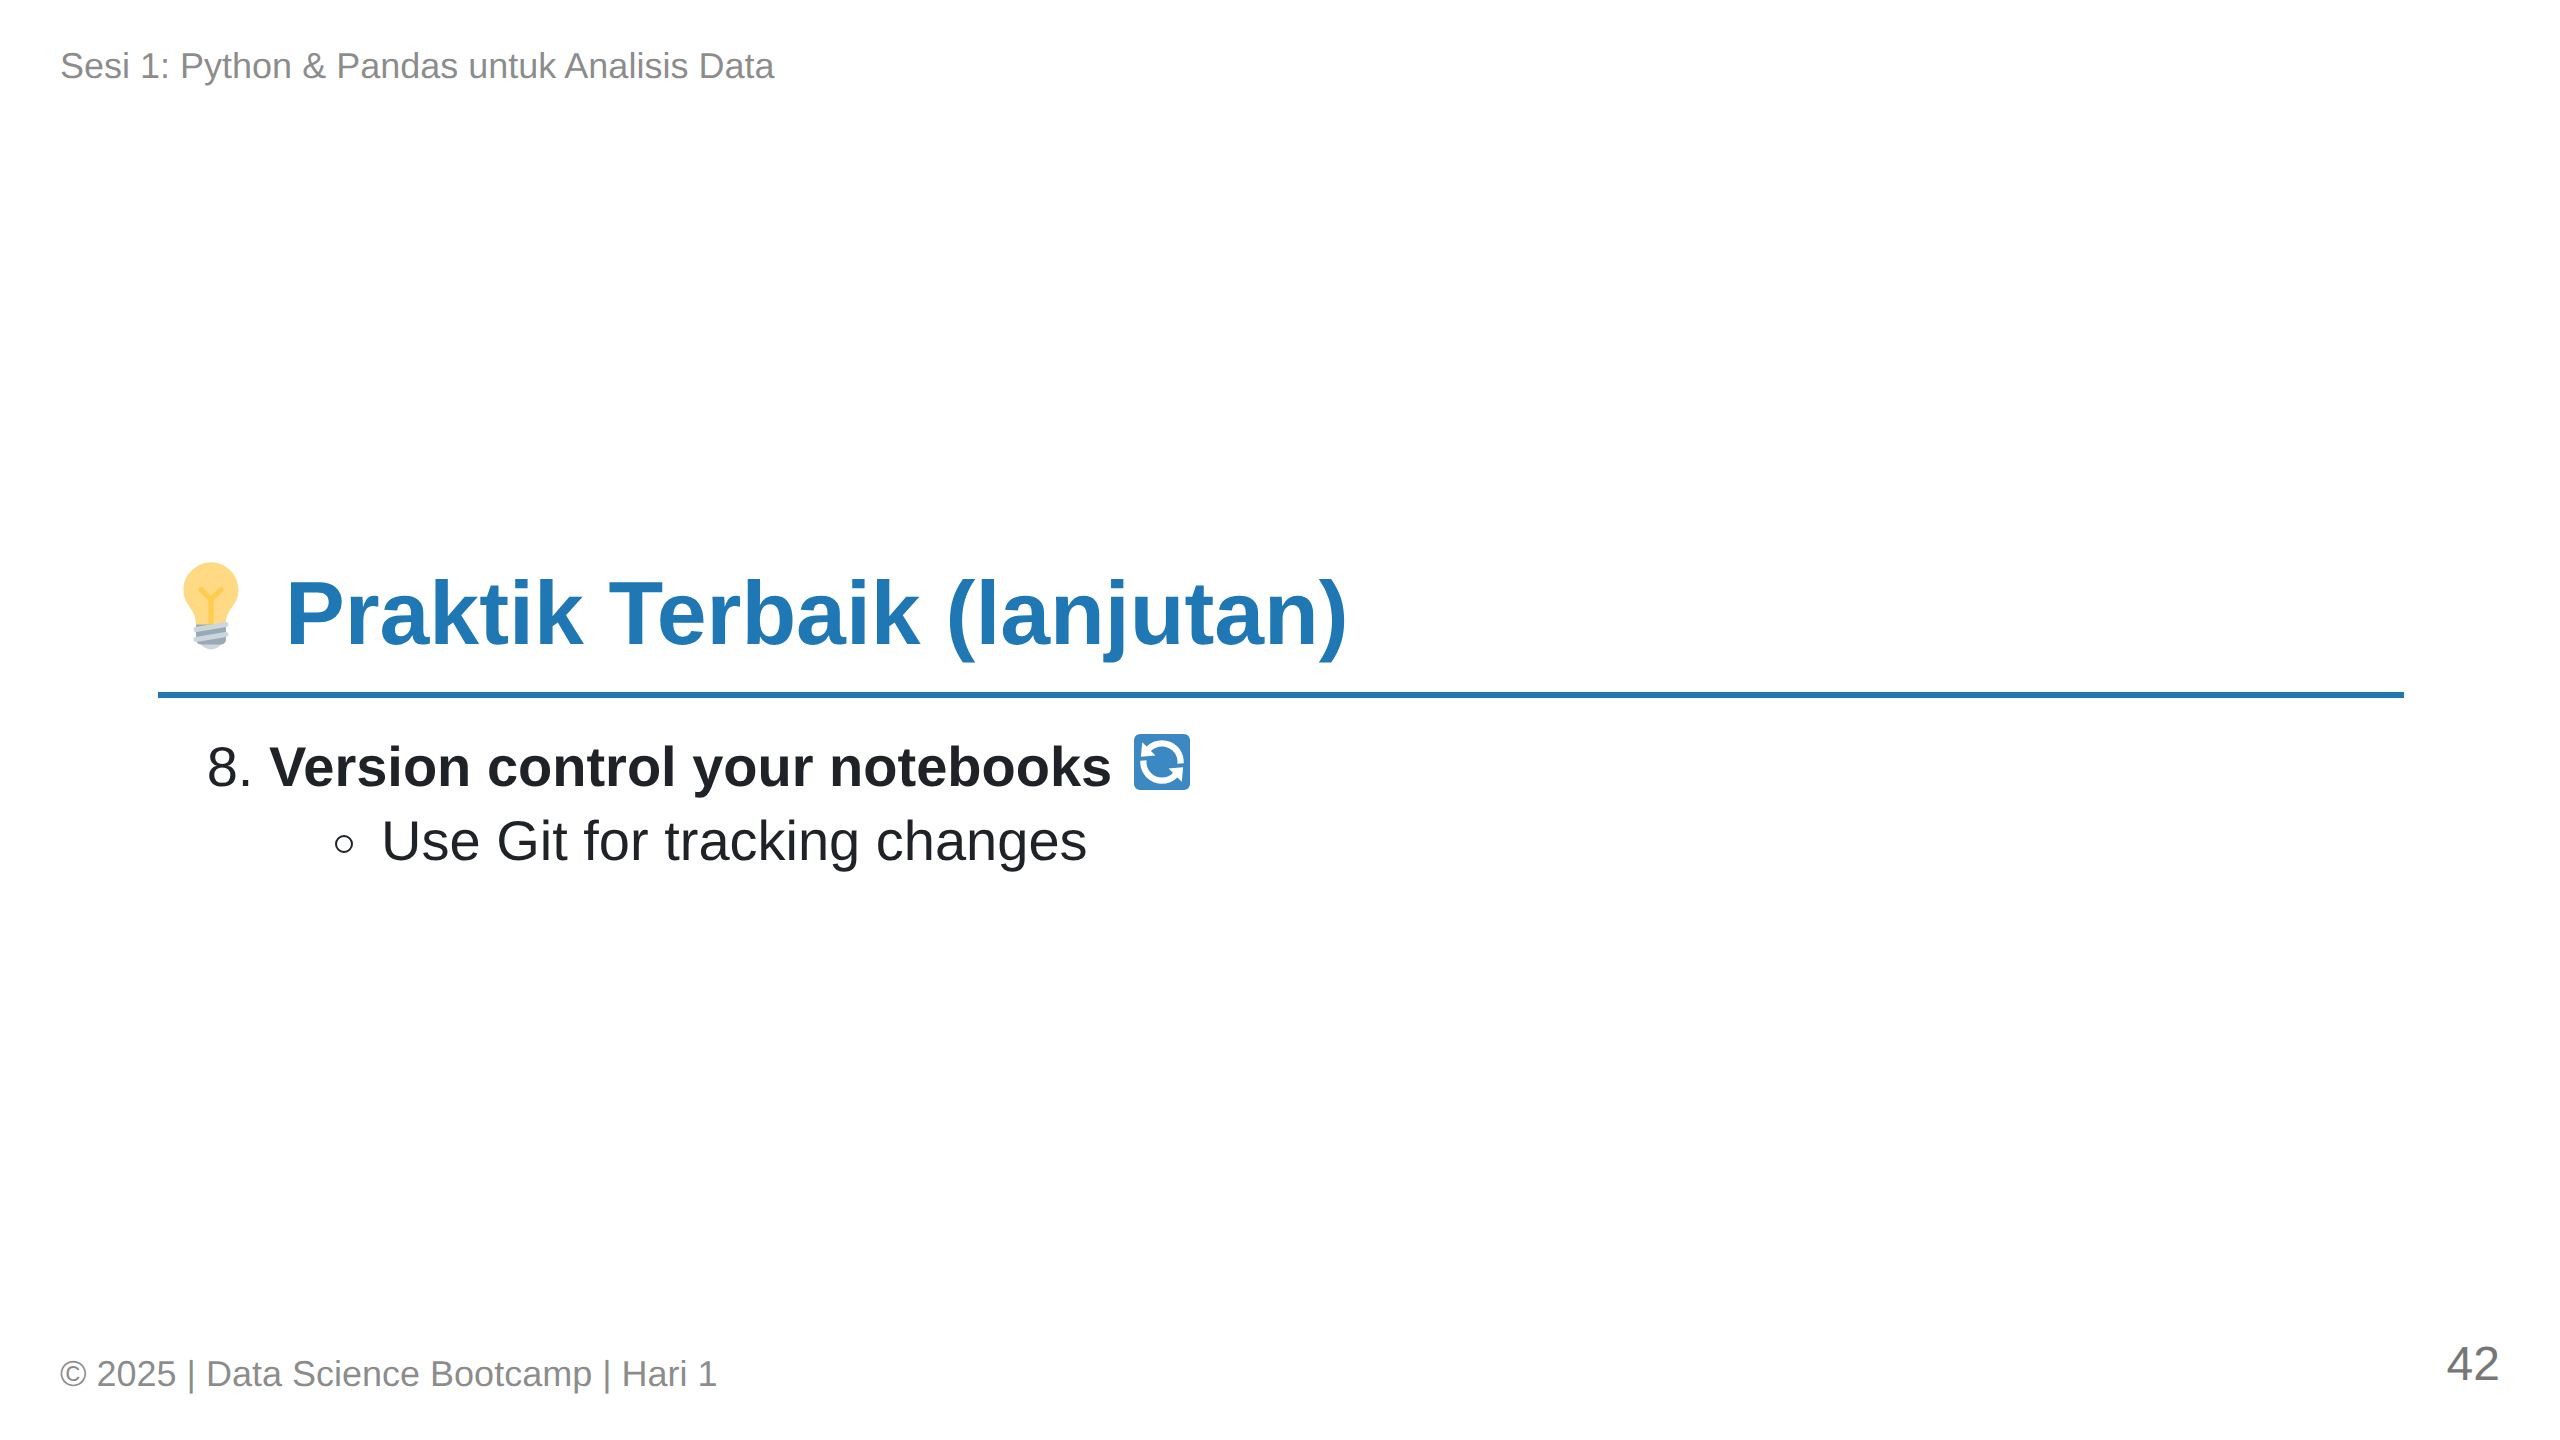 Sesi 1: Python & Pandas untuk Analisis Data
💡 Praktik Terbaik (lanjutan)
8. Version control your notebooks 🔄
○ Use Git for tracking changes
© 2025 | Data Science Bootcamp | Hari 1
42